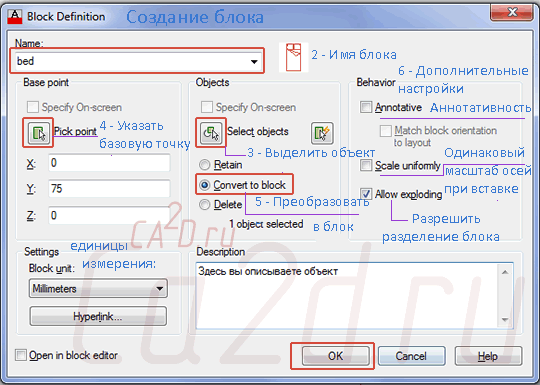 Block Definition
Создание блока
Name:
bed
2 - Имя блока
Base point
Specify On-screen
Pick point
4 - Указать
базовую точку
X:
0
Y:
75
Z:
0
Objects
Specify On-screen
Select objects
3 - Выделить объект
Retain
Convert to block
5 - Преобразовать
в блок
Delete
1 object selected
Behavior
6 - Дополнительные
настройки
Annotative
Аннотативность
Match block orientation
to layout
Scale uniformly
Одинаковый
масштаб осей
при вставке
Allow exploding
Разрешить
разделение блока
Settings
единицы
измерения:
Block unit:
Millimeters
Hyperlink...
Description
Здесь вы описываете объект
Open in block editor
OK
Cancel
Help
CA2D.ru
Ca2d.ru